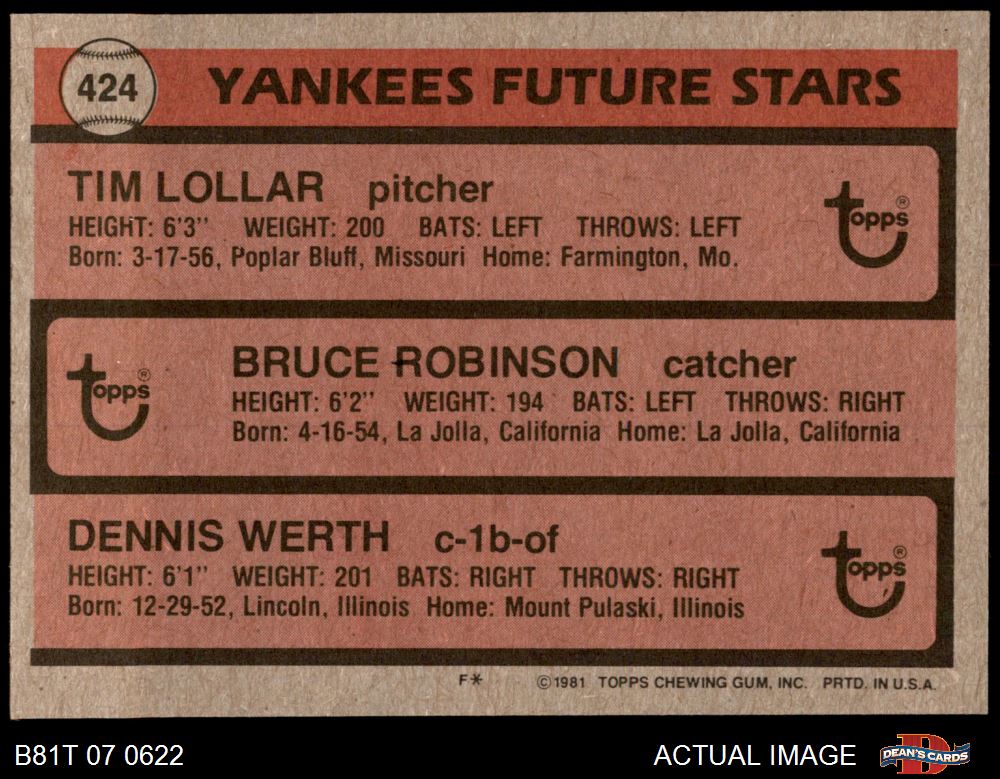 424 YANKEES FUTURE STARS
TIM LOLLAR pitcher
HEIGHT: 6'3" WEIGHT: 200 BATS: LEFT THROWS: LEFT
Born: 3-17-56, Poplar Bluff, Missouri Home: Farmington, Mo.
topps ®
BRUCE ROBINSON catcher
HEIGHT: 6'2" WEIGHT: 194 BATS: LEFT THROWS: RIGHT
Born: 4-16-54, La Jolla, California Home: La Jolla, California
topps ®
DENNIS WERTH c-1b-of
HEIGHT: 6'1" WEIGHT: 201 BATS: RIGHT THROWS: RIGHT
Born: 12-29-52, Lincoln, Illinois Home: Mount Pulaski, Illinois
topps ®
F* ©1981 TOPPS CHEWING GUM, INC. PRTD. IN U.S.A.
B81T 07 0622 ACTUAL IMAGE D DEAN'S CARDS